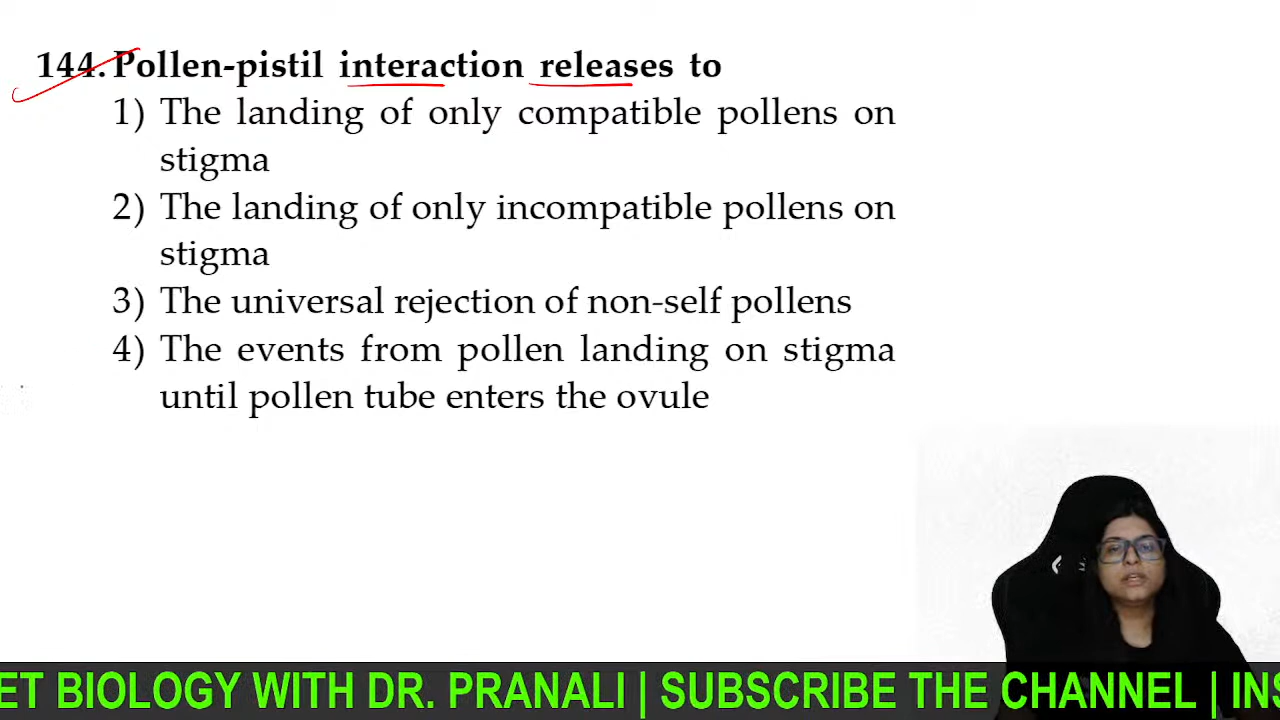 144. Pollen-pistil interaction releases to
1) The landing of only compatible pollens on
stigma
2) The landing of only incompatible pollens on
stigma
3) The universal rejection of non-self pollens
4) The events from pollen landing on stigma
until pollen tube enters the ovule
ET BIOLOGY WITH DR. PRANALI | SUBSCRIBE THE CHANNEL | INS